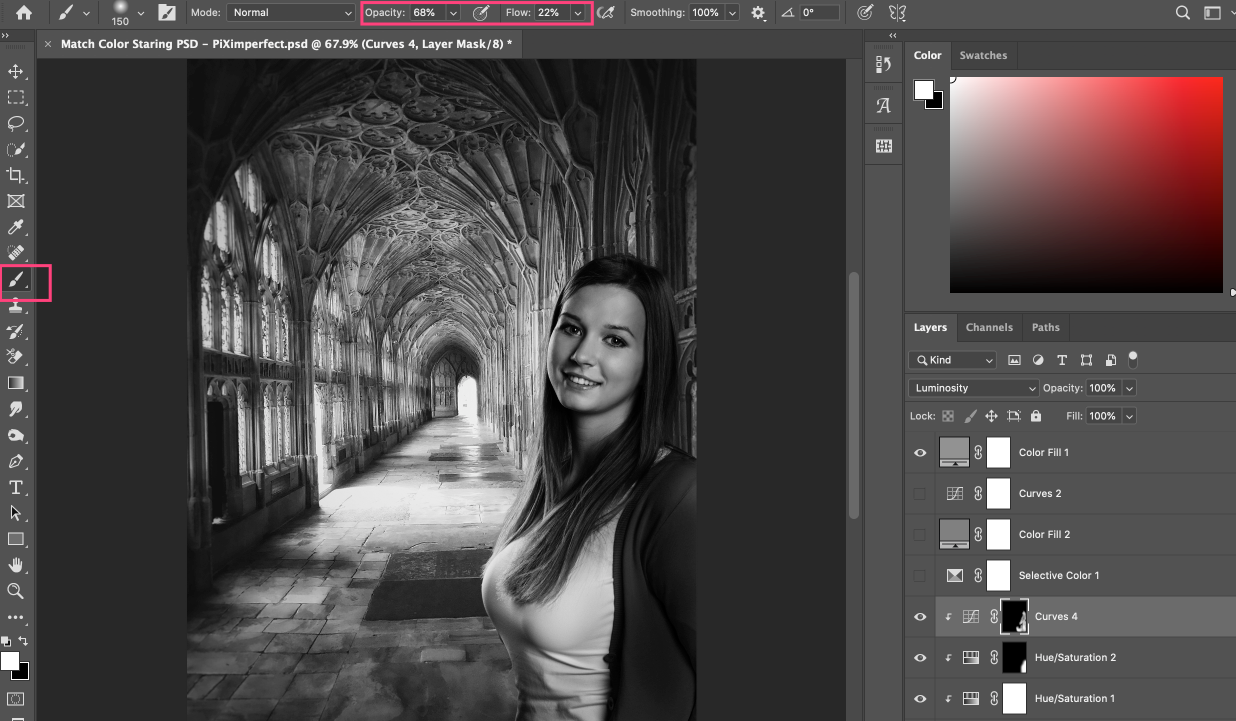 150
Mode: Normal
Opacity: 68%
Flow: 22%
Smoothing: 100%
0°
Match Color Staring PSD – PiXimperfect.psd @ 67.9% (Curves 4, Layer Mask/8) *
Color Swatches
Layers Channels Paths
Kind
Luminosity Opacity: 100%
Lock: Fill: 100%
Color Fill 1
Curves 2
Color Fill 2
Selective Color 1
Curves 4
Hue/Saturation 2
Hue/Saturation 1